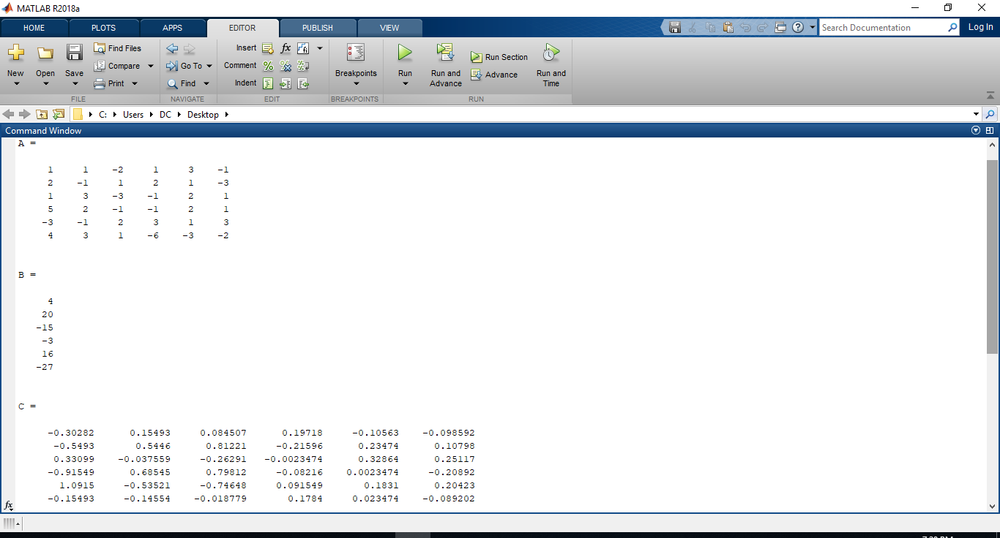 MATLAB R2018a
HOME PLOTS APPS EDITOR PUBLISH VIEW Search Documentation Log In
New Open Save Find Files Compare Print Go To Find Insert Comment Indent fx fi Breakpoints Run Run and Advance Run Section Advance Run and Time
FILE NAVIGATE EDIT BREAKPOINTS RUN
C: Users DC Desktop
Command Window
A =
1 1 -2 1 3 -1
2 -1 1 2 1 -3
1 3 -3 -1 2 1
5 2 -1 -1 2 1
-3 -1 2 3 1 3
4 3 1 -6 -3 -2
B =
4
20
-15
-3
16
-27
C =
-0.30282 0.15493 0.084507 0.19718 -0.10563 -0.098592
-0.5493 0.5446 0.81221 -0.21596 0.23474 0.10798
0.33099 -0.037559 -0.26291 -0.0023474 0.32864 0.25117
-0.91549 0.68545 0.79812 -0.08216 0.0023474 -0.20892
1.0915 -0.53521 -0.74648 0.091549 0.1831 0.20423
-0.15493 -0.14554 -0.018779 0.1784 0.023474 -0.089202
fx